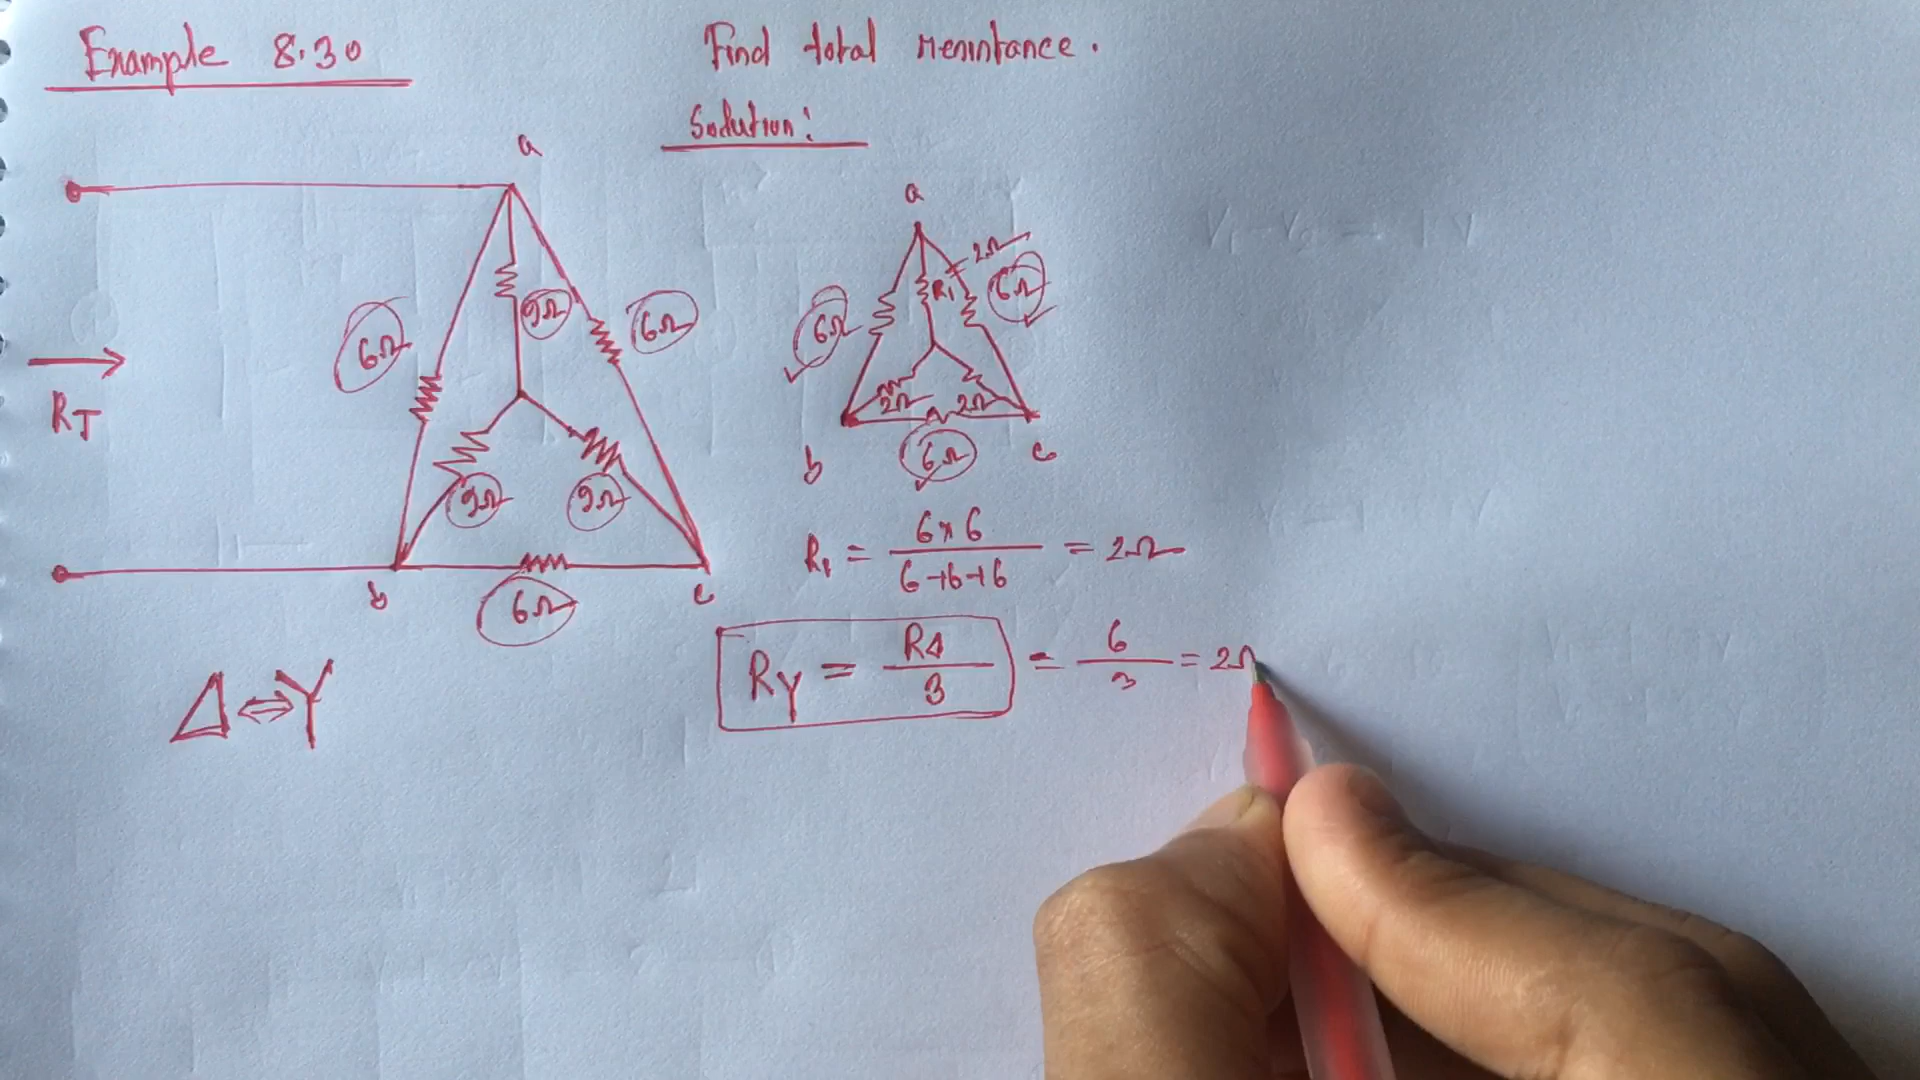 Example 8.30
Find total resistance.
Solution:
a
6Ω
9Ω
6Ω
R_T
9Ω
9Ω
b
6Ω
c
Δ⇔Y
a
2Ω
6Ω
R₁
6Ω
2Ω
2Ω
b
6Ω
c
R₁ = 6×6 / 6+6+6 = 2Ω
R_Y = R_Δ / 3 = 6 / 3 = 2Ω